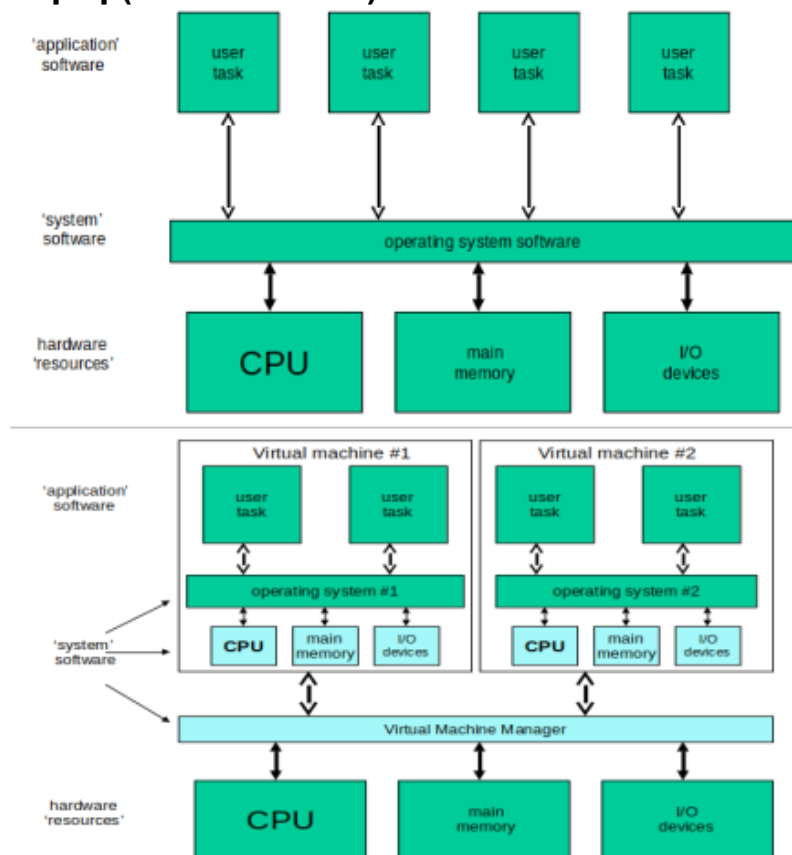 'application'
software
user
task
user
task
user
task
user
task
'system'
software
operating system software
hardware
'resources'
CPU
main
memory
I/O
devices
Virtual machine #1
Virtual machine #2
'application'
software
user
task
user
task
user
task
user
task
operating system #1
operating system #2
'system'
software
CPU
main
memory
I/O
devices
CPU
main
memory
I/O
devices
Virtual Machine Manager
hardware
'resources'
CPU
main
memory
I/O
devices